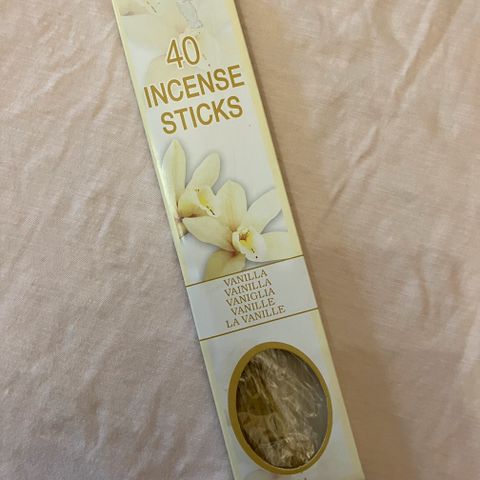 40
INCENSE
STICKS
VANILLA
VAINILLA
VANIGLIA
VANILLE
LA VANILLE